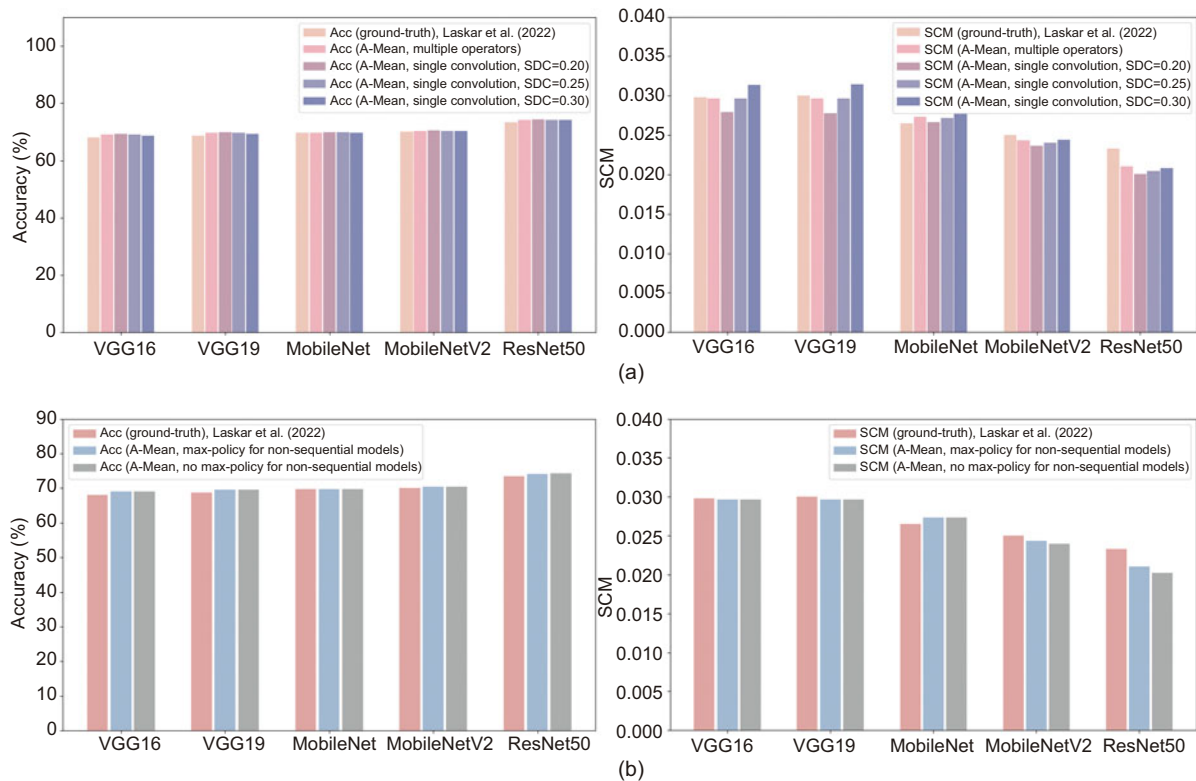 100
80
60
40
20
0
Accuracy (%)
Acc (ground-truth), Laskar et al. (2022)
Acc (A-Mean, multiple operators)
Acc (A-Mean, single convolution, SDC=0.20)
Acc (A-Mean, single convolution, SDC=0.25)
Acc (A-Mean, single convolution, SDC=0.30)
VGG16 VGG19 MobileNet MobileNetV2 ResNet50
0.040
0.035
0.030
0.025
0.020
0.015
0.010
0.005
0.000
SCM
SCM (ground-truth), Laskar et al. (2022)
SCM (A-Mean, multiple operators)
SCM (A-Mean, single convolution, SDC=0.20)
SCM (A-Mean, single convolution, SDC=0.25)
SCM (A-Mean, single convolution, SDC=0.30)
VGG16 VGG19 MobileNet MobileNetV2 ResNet50
(a)
90
80
70
60
50
40
30
20
10
0
Accuracy (%)
Acc (ground-truth), Laskar et al. (2022)
Acc (A-Mean, max-policy for non-sequential models)
Acc (A-Mean, no max-policy for non-sequential models)
VGG16 VGG19 MobileNet MobileNetV2 ResNet50
0.040
0.035
0.030
0.025
0.020
0.015
0.010
0.005
0.000
SCM
SCM (ground-truth), Laskar et al. (2022)
SCM (A-Mean, max-policy for non-sequential models)
SCM (A-Mean, no max-policy for non-sequential models)
VGG16 VGG19 MobileNet MobileNetV2 ResNet50
(b)